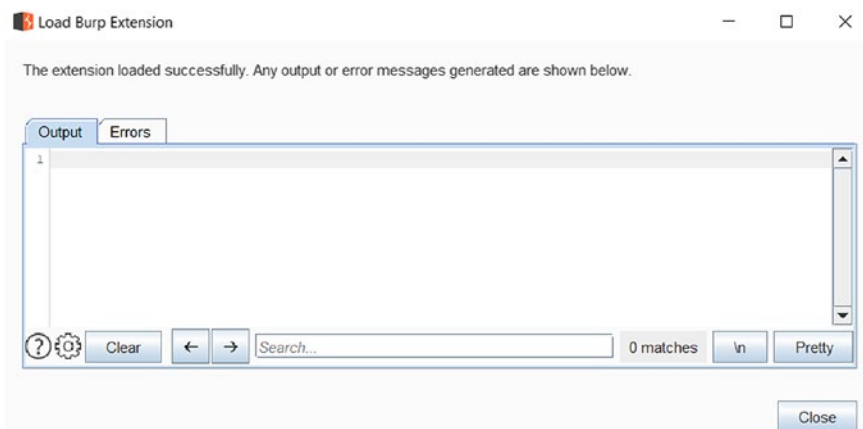 Load Burp Extension
The extension loaded successfully. Any output or error messages generated are shown below.
Output Errors
1
? Clear ← → Search... 0 matches \n Pretty
Close